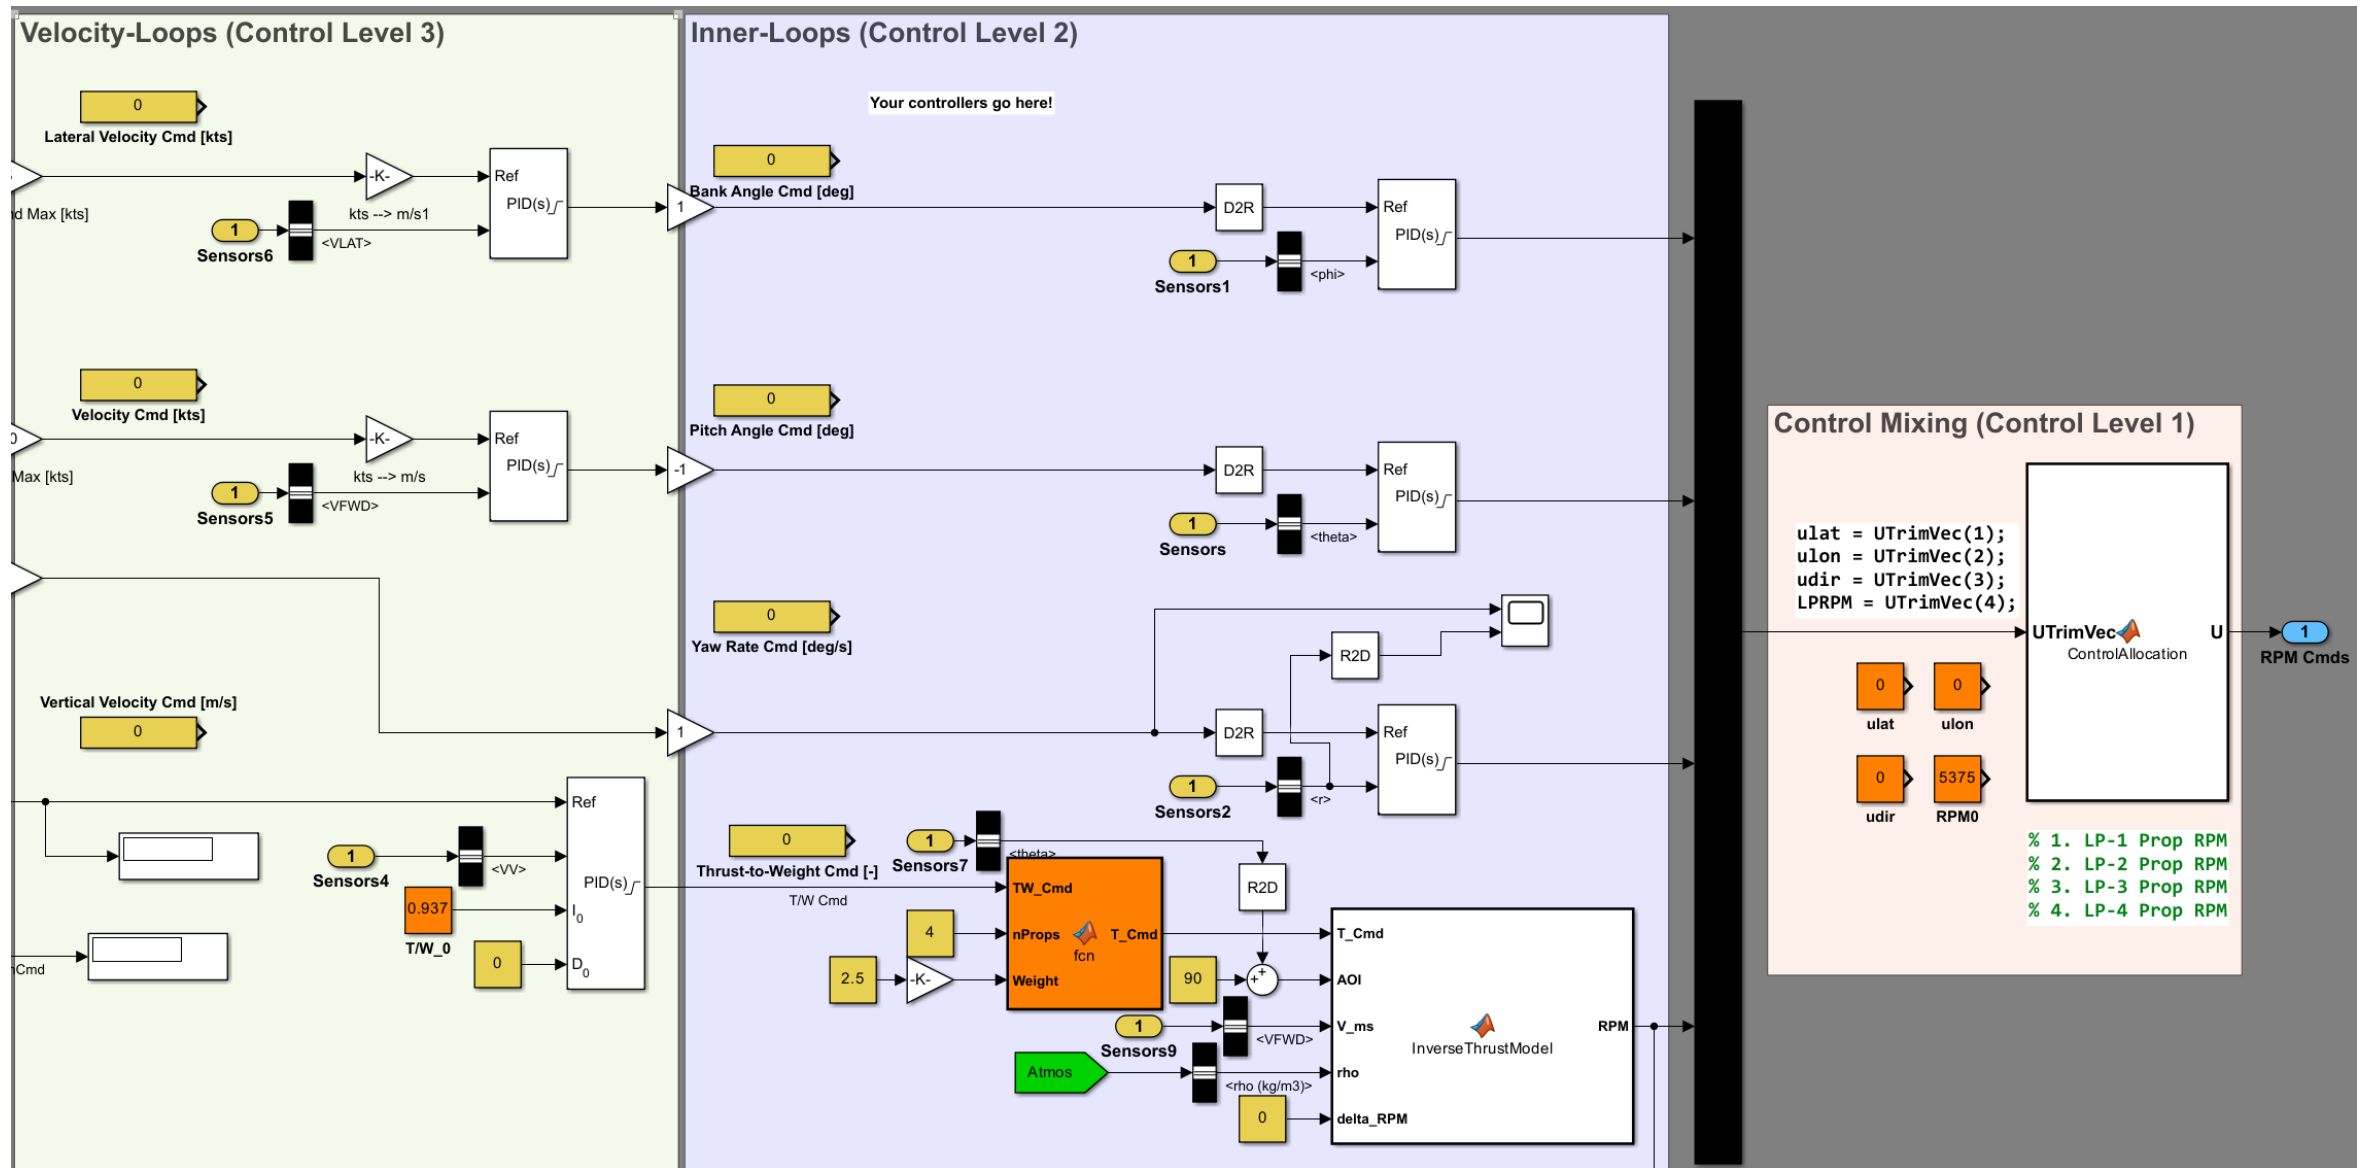 Velocity-Loops (Control Level 3)
0
Lateral Velocity Cmd [kts]
d Max [kts]
-K-
kts --> m/s1
Ref
PID(s)
1
Sensors6
<VLAT>
1
0
Velocity Cmd [kts]
0
Max [kts]
-K-
kts --> m/s
Ref
PID(s)
1
Sensors5
<VFWD>
-1
Vertical Velocity Cmd [m/s]
0
1
Ref
PID(s)
I0
D0
1
Sensors4
<VV>
0.937
T/W_0
0
Cmd
Inner-Loops (Control Level 2)
Your controllers go here!
0
Bank Angle Cmd [deg]
D2R
Ref
PID(s)
1
Sensors1
<phi>
0
Pitch Angle Cmd [deg]
D2R
Ref
PID(s)
1
Sensors
<theta>
0
Yaw Rate Cmd [deg/s]
R2D
D2R
Ref
PID(s)
1
Sensors2
<r>
0
Thrust-to-Weight Cmd [-]
T/W Cmd
1
Sensors7
<theta>
R2D
TW_Cmd
nProps
Weight
T_Cmd
fcn
4
2.5
-K-
90
++
1
Sensors9
<VFWD>
Atmos
<rho (kg/m3)>
0
T_Cmd
AOI
V_ms
rho
delta_RPM
RPM
InverseThrustModel
Control Mixing (Control Level 1)
ulat = UTrimVec(1);
ulon = UTrimVec(2);
udir = UTrimVec(3);
LPRPM = UTrimVec(4);
UTrimVec
U
ControlAllocation
1
RPM Cmds
0
ulat
0
ulon
0
udir
5375
RPM0
% 1. LP-1 Prop RPM
% 2. LP-2 Prop RPM
% 3. LP-3 Prop RPM
% 4. LP-4 Prop RPM